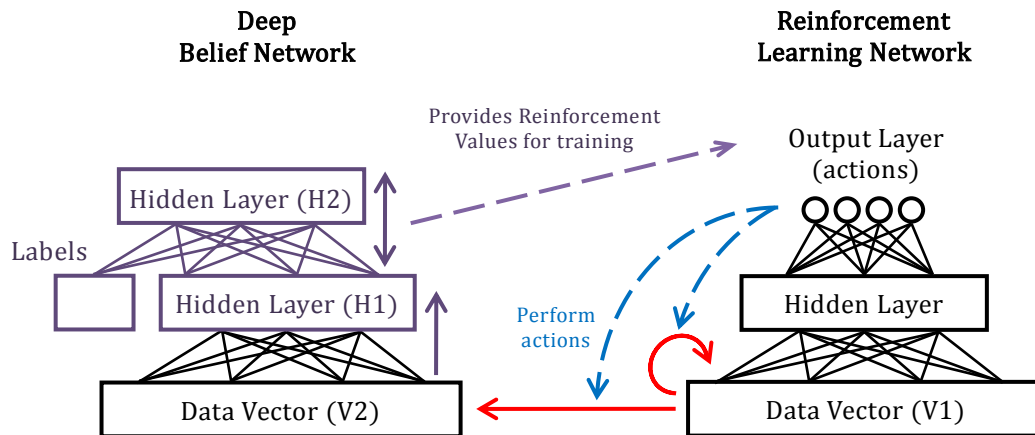 Deep
Belief Network
Reinforcement
Learning Network
Provides Reinforcement
Values for training
Output Layer
(actions)
Hidden Layer (H2)
Labels
Hidden Layer (H1)
Hidden Layer
Perform
actions
Data Vector (V2)
Data Vector (V1)